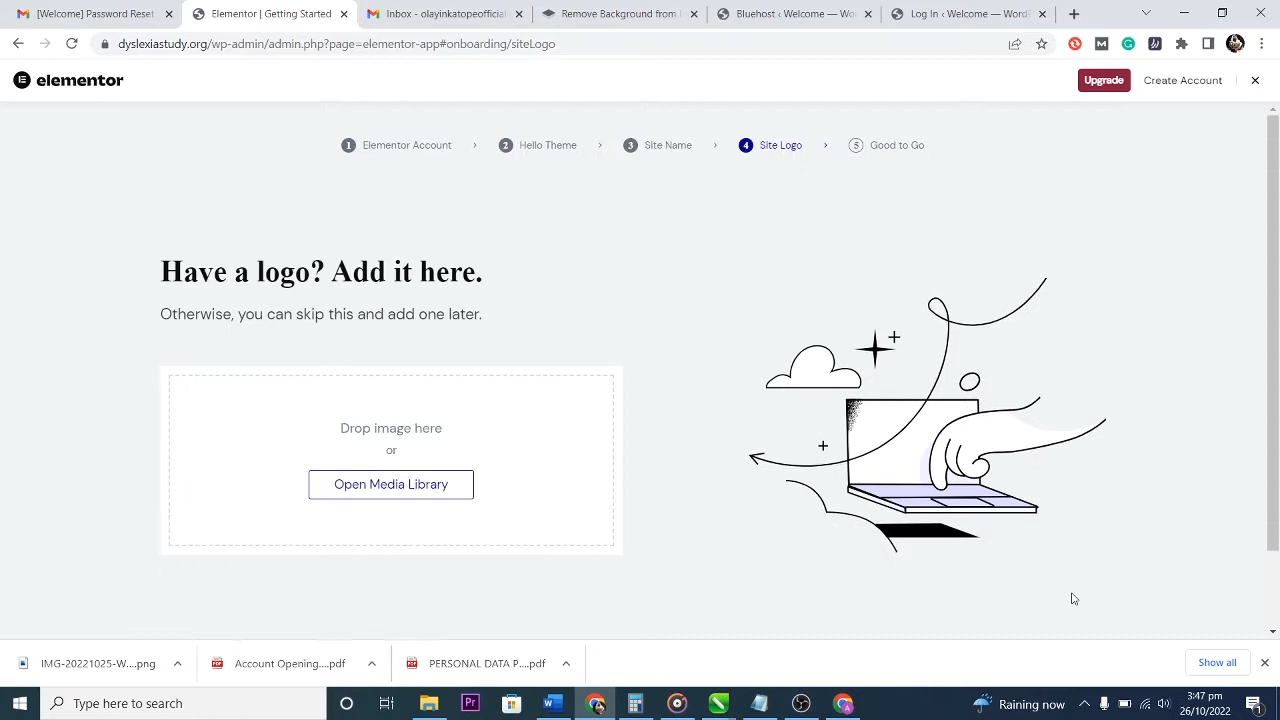 [Welcome] Password Reset
Elementor | Getting Started
Inbox - olayinkatopeofficial
Remove Background from I
Bluehost ‹ Welcome — Wor
Log In ‹ Welcome — WordP
dyslexiastudy.org/wp-admin/admin.php?page=elementor-app#onboarding/siteLogo
elementor
Upgrade
Create Account
1 Elementor Account
2 Hello Theme
3 Site Name
4 Site Logo
5 Good to Go
Have a logo? Add it here.
Otherwise, you can skip this and add one later.
Drop image here
or
Open Media Library
IMG-20221025-W....png
Account Opening....pdf
PERSONAL DATA P....pdf
Show all
Type here to search
Raining now
3:47 pm
26/10/2022